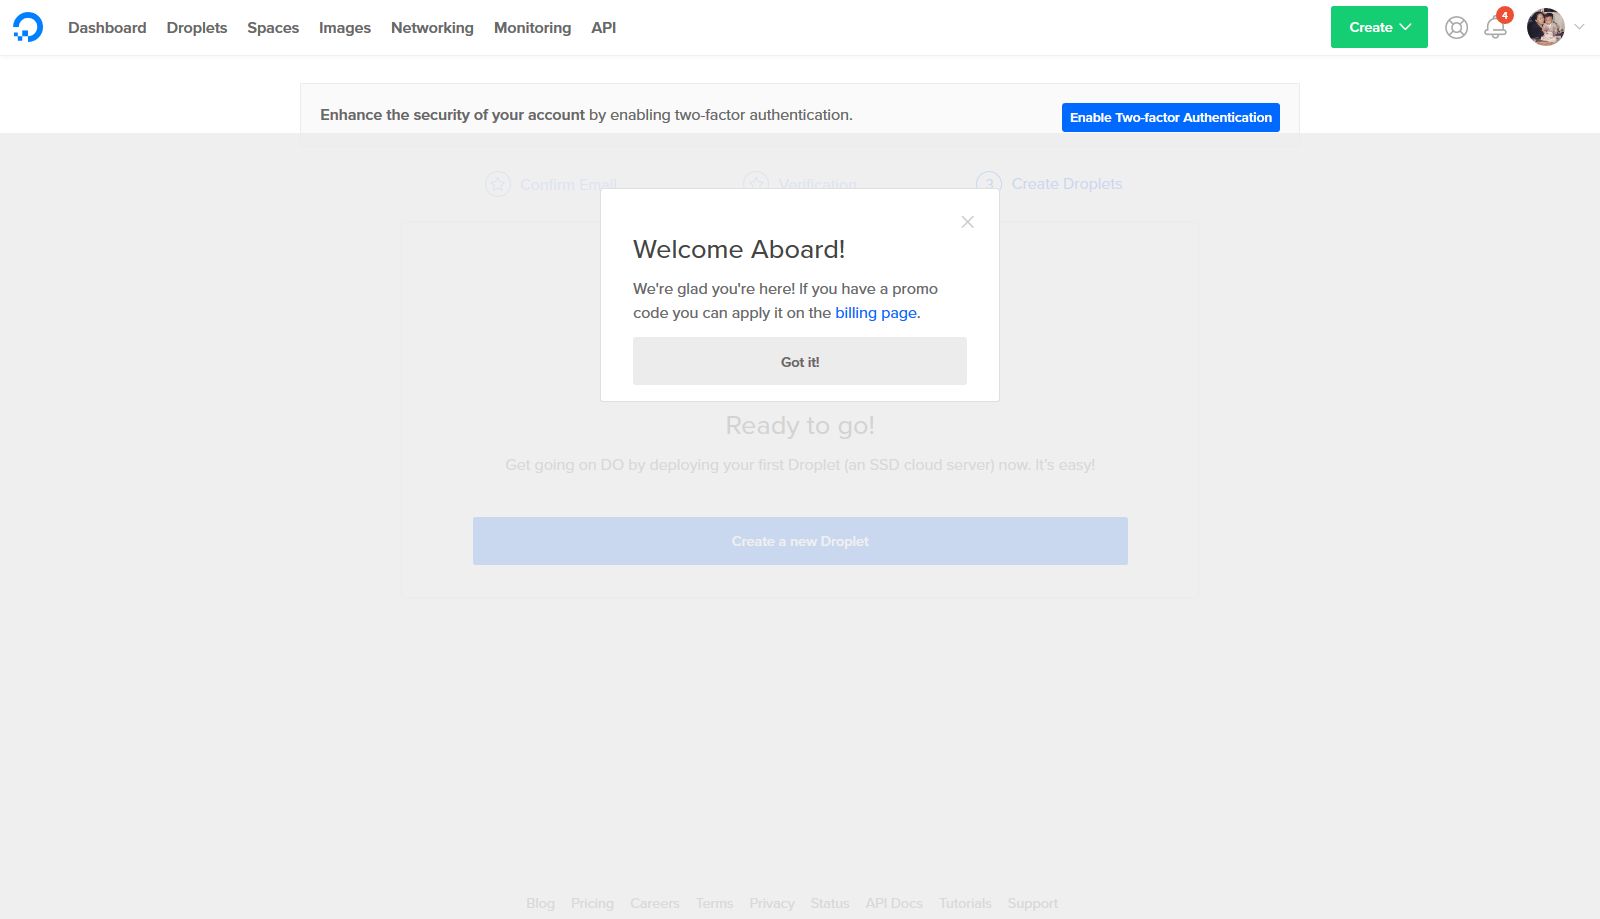 Dashboard Droplets Spaces Images Networking Monitoring API Create 4
Enhance the security of your account by enabling two-factor authentication. Enable Two-factor Authentication
Confirm Email Verification 3 Create Droplets
Welcome Aboard!
We're glad you're here! If you have a promo
code you can apply it on the billing page.
Got it!
Ready to go!
Get going on DO by deploying your first Droplet (an SSD cloud server) now. It's easy!
Create a new Droplet
Blog Pricing Careers Terms Privacy Status API Docs Tutorials Support